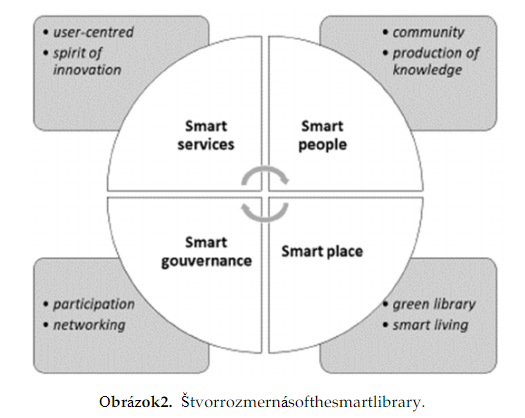 • user-centred
• spirit of
innovation
• community
• production of
knowledge
Smart
services
Smart
people
Smart
gouvernance
Smart place
• participation
• networking
• green library
• smart living
Obrázok2. Štvorrozmernásofthesmartlibrary.